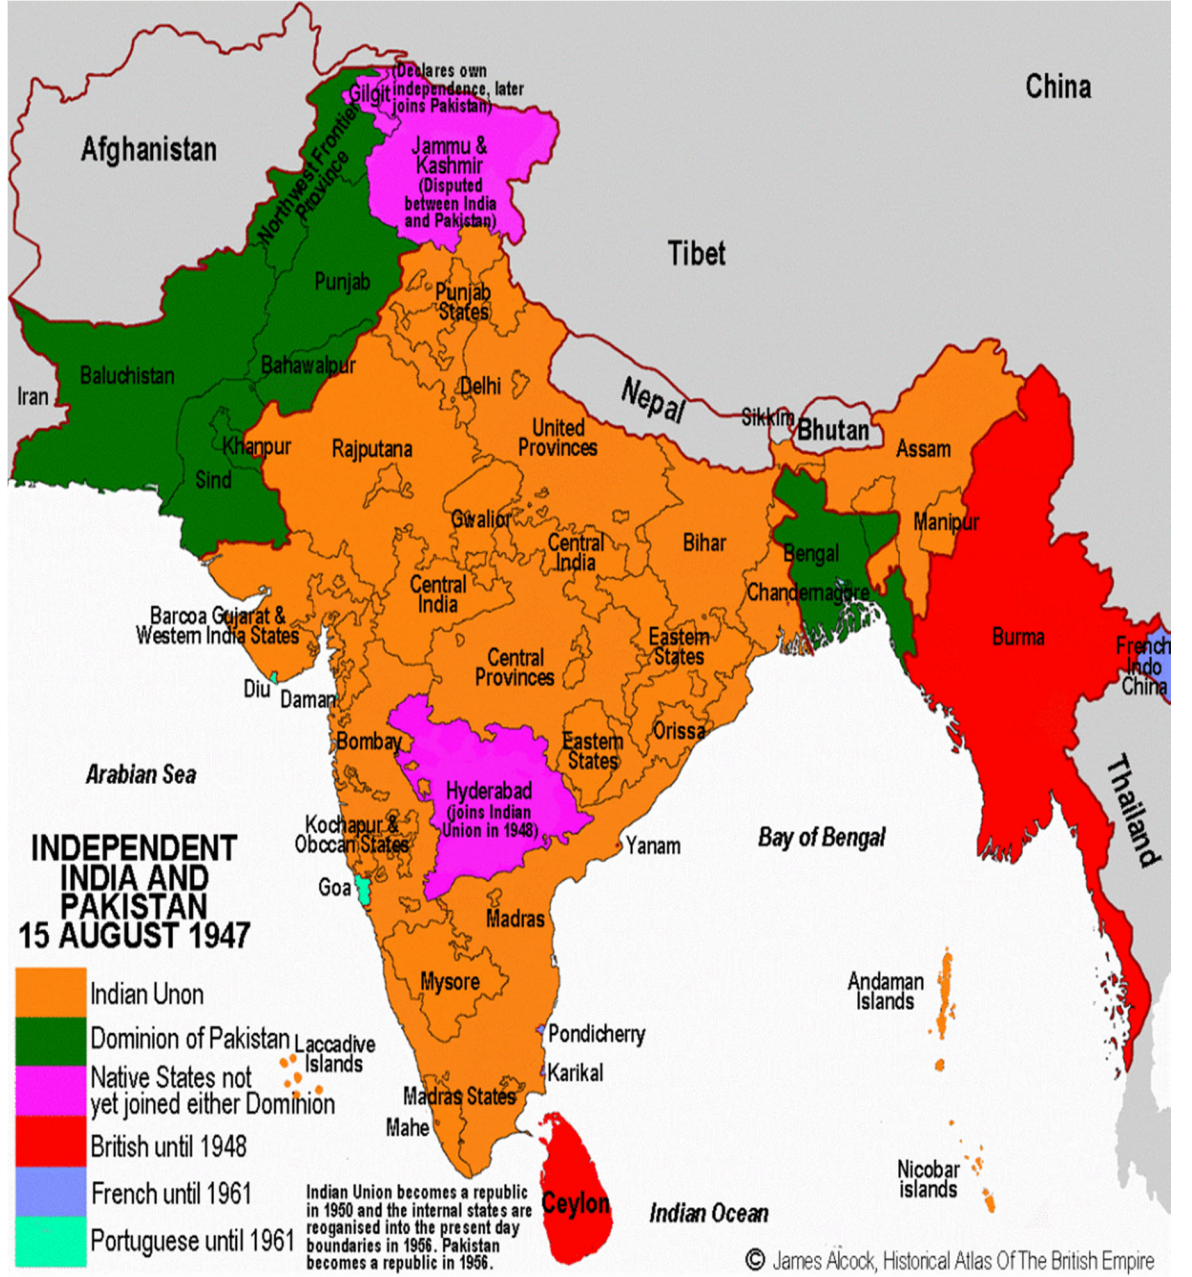 China
(Declares own
independence, later
joins Pakistan)
Gilgit
Afghanistan
Jammu &
Kashmir
(Disputed
between India
and Pakistan)
Northwest Frontier
Province
Tibet
Punjab
Punjab
States
Baluchistan
Bahawalpur
Iran
Delhi
Nepal
Sikkim
Bhutan
Khanpur
Rajputana
United
Provinces
Assam
Sind
Gwalior
Manipur
Central
India
Bihar
Bengal
Central
India
Chandernagore
Barcoa Gujarat &
Western India States
Eastern
States
Burma
French
Indo
China
Central
Provinces
Diu
Daman
Bombay
Eastern
States
Orissa
Arabian Sea
Hyderabad
(joins Indian
Union in 1948)
Thailand
Kochapur &
Obccan States
Yanam
Bay of Bengal
INDEPENDENT
INDIA AND
PAKISTAN
15 AUGUST 1947
Goa
Madras
Mysore
Andaman
Islands
Indian Unon
Dominion of Pakistan
Laccadive
Islands
Pondicherry
Karikal
Native States not
yet joined either Dominion
Madras States
Mahe
British until 1948
French until 1961
Portuguese until 1961
Nicobar
islands
Ceylon
Indian Ocean
Indian Union becomes a republic
in 1950 and the internal states are
reoganised into the present day
boundaries in 1956. Pakistan
becomes a republic in 1956.
© James Alcock, Historical Atlas Of The British Empire